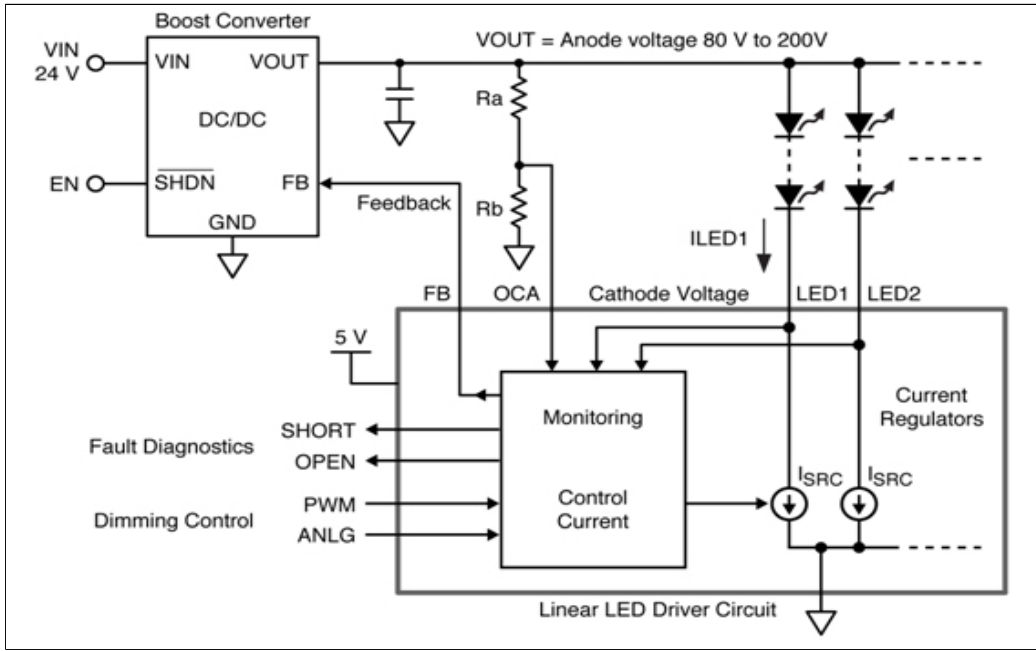 Boost Converter
VIN
24 V
VIN
VOUT
VOUT = Anode voltage 80 V to 200V
DC/DC
Ra
EN
SHDN
FB
Feedback
Rb
GND
ILED1
FB
OCA
Cathode Voltage
LED1
LED2
5 V
Monitoring
Current
Regulators
Fault Diagnostics
SHORT
OPEN
ISRC
ISRC
Dimming Control
PWM
ANLG
Control
Current
Linear LED Driver Circuit